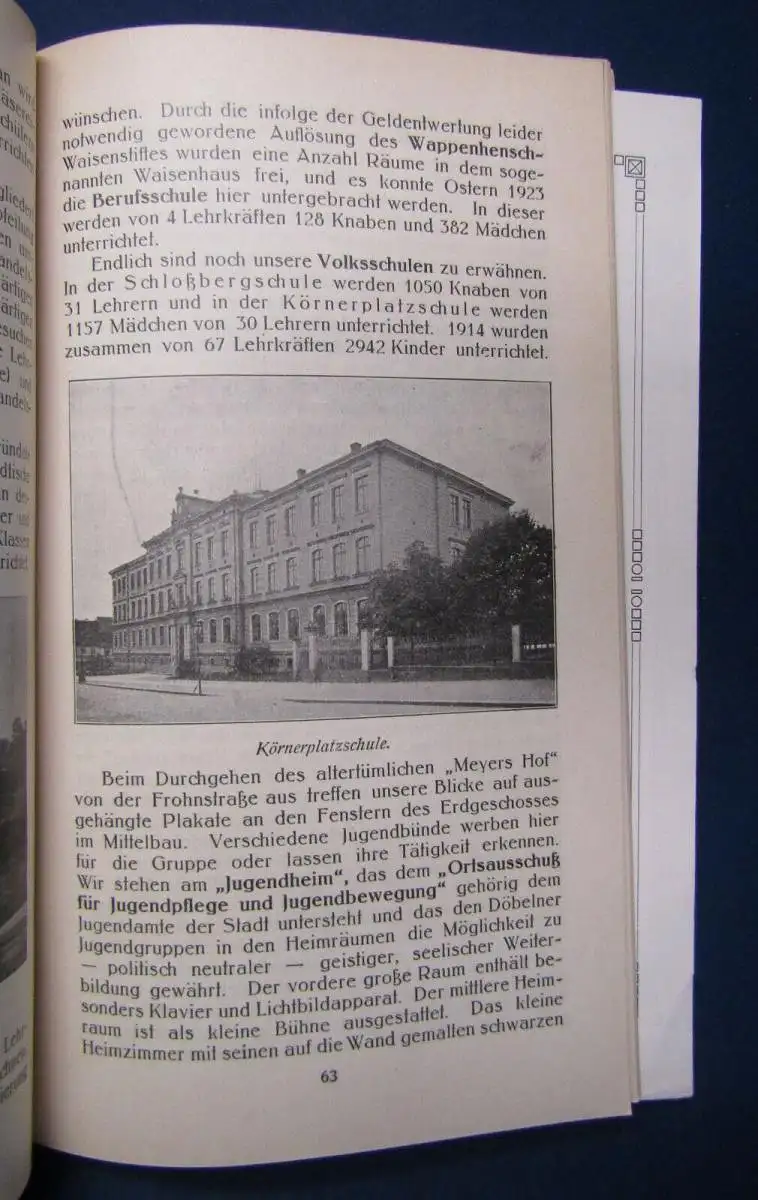 wünschen. Durch die infolge der Geldentwertung leider
notwendig gewordene Auflösung des Wappenhensch-
Waisenstiftes wurden eine Anzahl Räume in dem soge-
nannten Waisenhaus frei, und es konnte Ostern 1923
die Berufsschule hier untergebracht werden. In dieser
werden von 4 Lehrkräften 128 Knaben und 382 Mädchen
unterrichtet.
Endlich sind noch unsere Volksschulen zu erwähnen.
In der Schloßbergschule werden 1050 Knaben von
31 Lehrern und in der Körnerplatzschule werden
1157 Mädchen von 30 Lehrern unterrichtet. 1914 wurden
zusammen von 67 Lehrkräften 2942 Kinder unterrichtet.
Körnerplatzschule.
Beim Durchgehen des altertümlichen „Meyers Hof“
von der Frohnstraße aus treffen unsere Blicke auf aus-
gehängte Plakate an den Fenstern des Erdgeschosses
im Mittelbau. Verschiedene Jugendbünde werben hier
für die Gruppe oder lassen ihre Tätigkeit erkennen.
Wir stehen am „Jugendheim“, das dem „Ortsausschuß
für Jugendpflege und Jugendbewegung“ gehörig dem
Jugendamte der Stadt untersteht und das den Döbelner
Jugendgruppen in den Heimräumen die Möglichkeit zu
— politisch neutraler — geistiger, seelischer Weiter-
bildung gewährt. Der vordere große Raum enthält be-
sonders Klavier und Lichtbildapparat. Der mittlere Heim-
raum ist als kleine Bühne ausgestattet. Das kleine
Heimzimmer mit seinen auf die Wand gemalten schwarzen
63